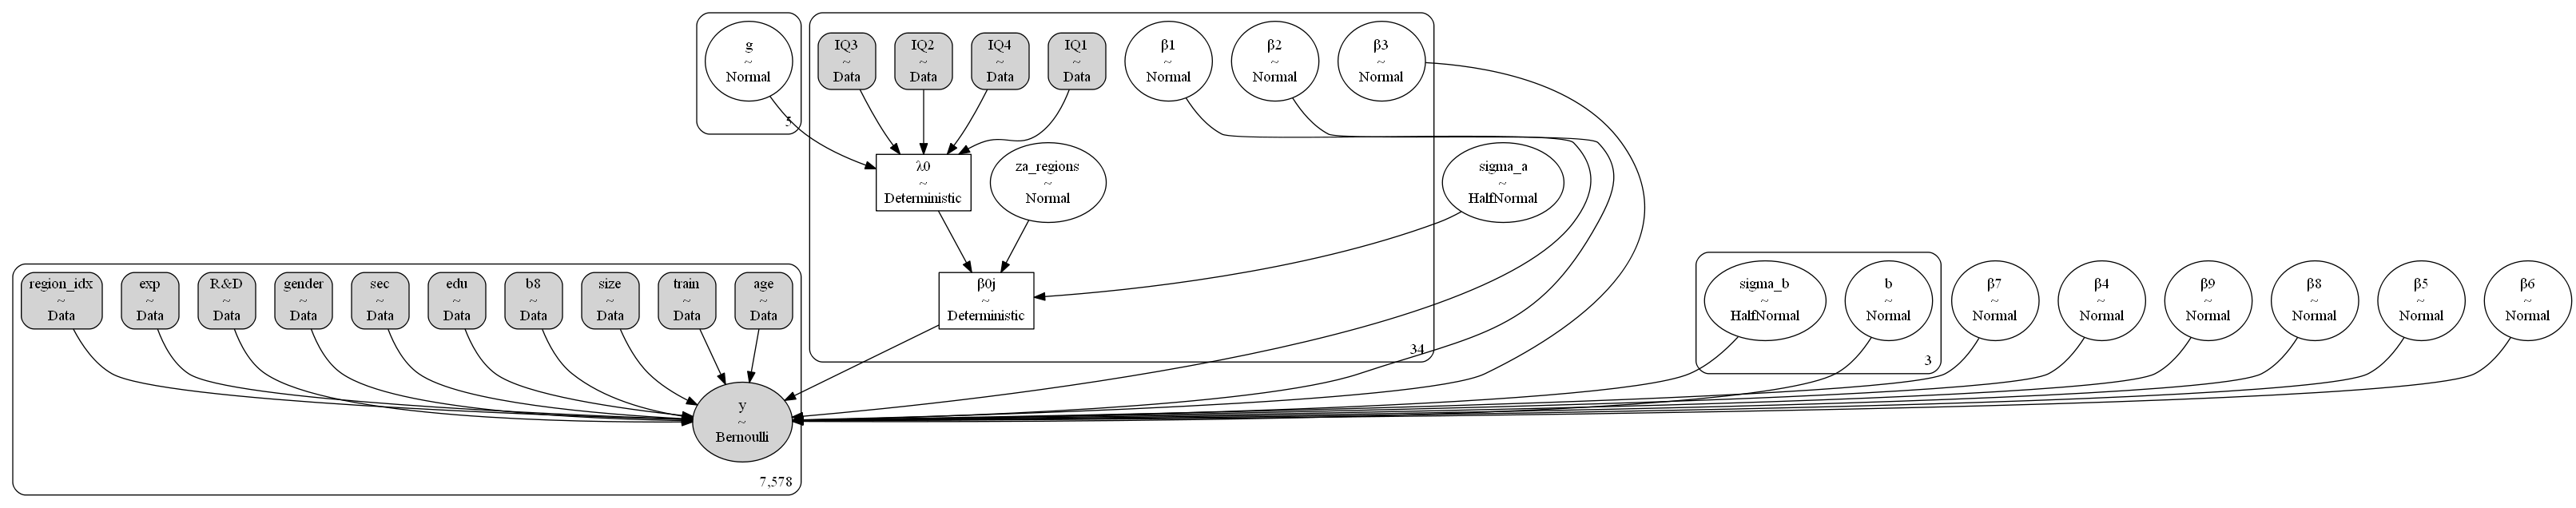 g
~
Normal
5
IQ3
~
Data
IQ2
~
Data
IQ4
~
Data
IQ1
~
Data
β1
~
Normal
β2
~
Normal
β3
~
Normal
λ0
~
Deterministic
za_regions
~
Normal
sigma_a
~
HalfNormal
β0j
~
Deterministic
34
region_idx
~
Data
exp
~
Data
R&D
~
Data
gender
~
Data
sec
~
Data
edu
~
Data
b8
~
Data
size
~
Data
train
~
Data
age
~
Data
sigma_b
~
HalfNormal
b
~
Normal
3
β7
~
Normal
β4
~
Normal
β9
~
Normal
β8
~
Normal
β5
~
Normal
β6
~
Normal
y
~
Bernoulli
7,578